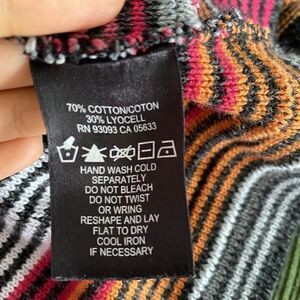 70% COTTON/COTON
30% LYOCELL
RN 93093 CA 05633
HAND WASH COLD
SEPARATELY
DO NOT BLEACH
DO NOT TWIST
OR WRING
RESHAPE AND LAY
FLAT TO DRY
COOL IRON
IF NECESSARY